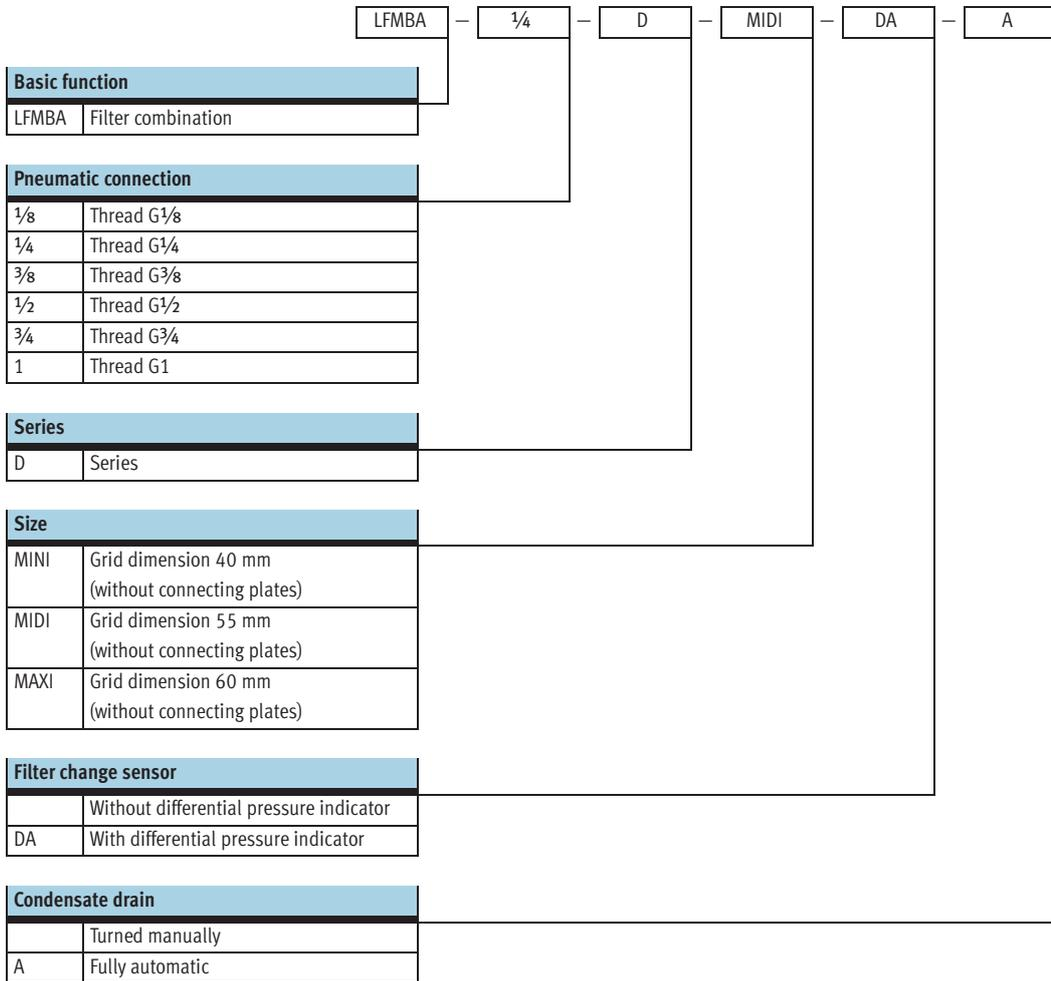 LFMBA – ¼ – D – MIDI – DA – A
Basic function
LFMBA Filter combination
Pneumatic connection
⅛ Thread G⅛
¼ Thread G¼
⅜ Thread G⅜
½ Thread G½
¾ Thread G¾
1 Thread G1
Series
D Series
Size
MINI Grid dimension 40 mm
(without connecting plates)
MIDI Grid dimension 55 mm
(without connecting plates)
MAXI Grid dimension 60 mm
(without connecting plates)
Filter change sensor
Without differential pressure indicator
DA With differential pressure indicator
Condensate drain
Turned manually
A Fully automatic